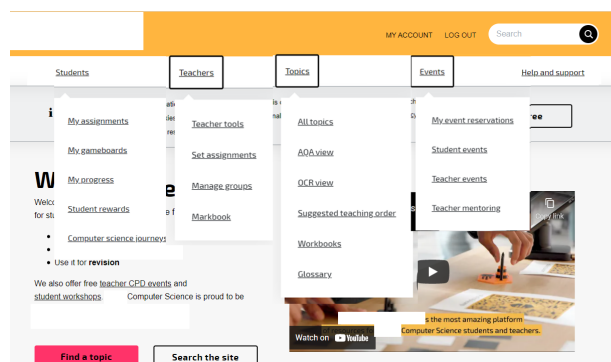 MY ACCOUNT LOG OUT Search
Students Teachers Topics Events Help and support
My assignments
My gameboards
My progress
Student rewards
Computer science journeys
Teacher tools
Set assignments
Manage groups
Markbook
All topics
AQA view
OCR view
Suggested teaching order
Workbooks
Glossary
My event reservations
Student events
Teacher events
Teacher mentoring
Use it for revision
We also offer free teacher CPD events and
student workshops. Computer Science is proud to be
Copy link
s the most amazing platform
Computer Science students and teachers.
Watch on YouTube
Find a topic Search the site